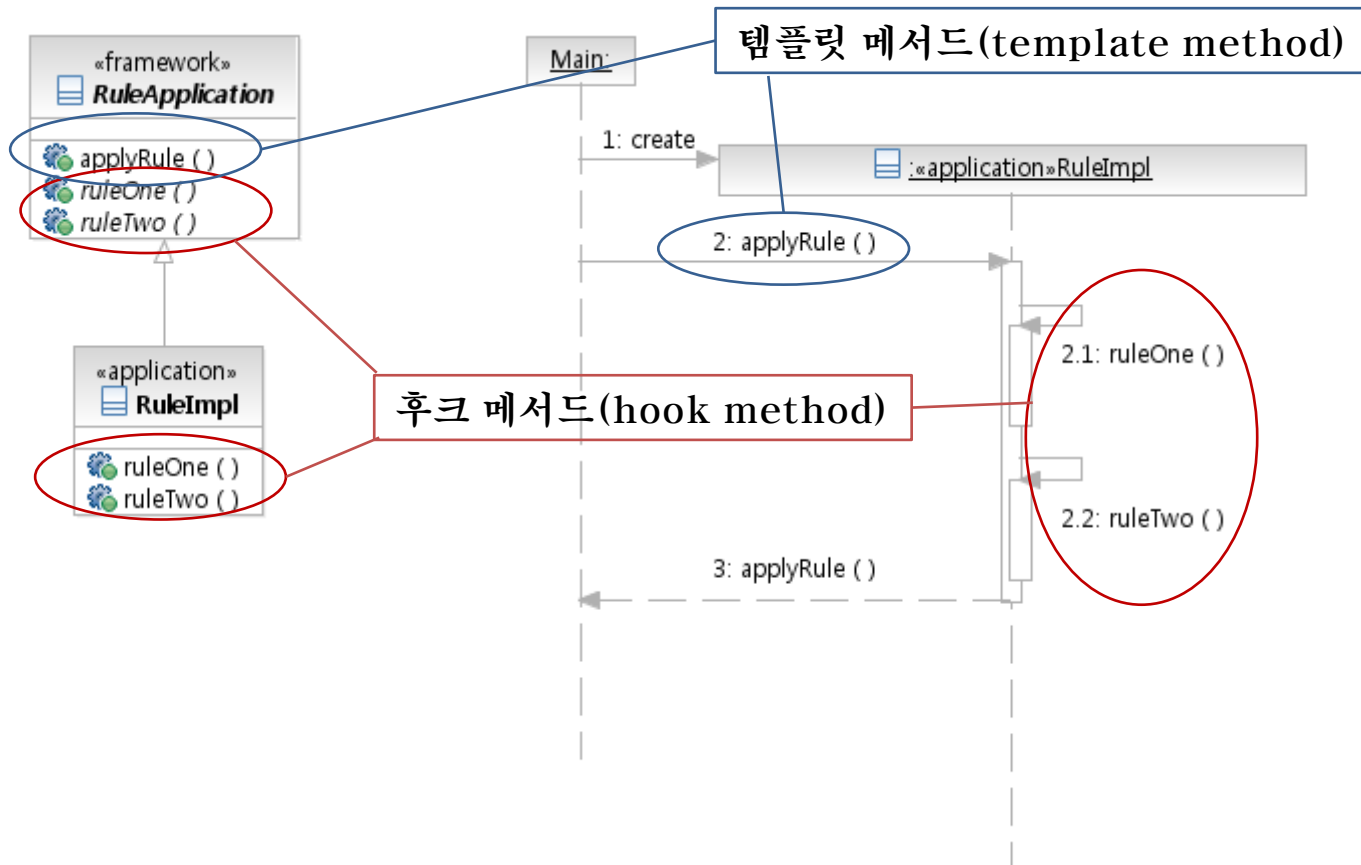 템플릿 메서드(template method)
«framework»
RuleApplication
applyRule ( )
ruleOne ( )
ruleTwo ( )
«application»
RuleImpl
ruleOne ( )
ruleTwo ( )
후크 메서드(hook method)
Main:
1: create
:«application»RuleImpl
2: applyRule ( )
2.1: ruleOne ( )
2.2: ruleTwo ( )
3: applyRule ( )